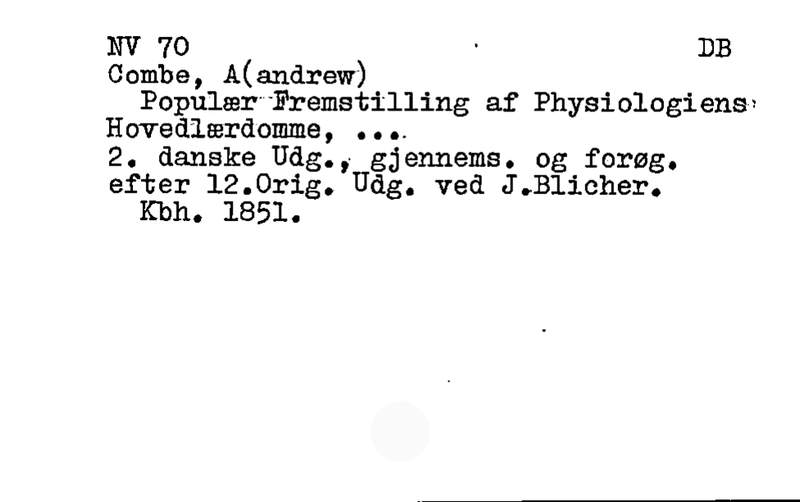 NV 70 DB
Combe, A(andrew)
Populær Fremstilling af Physiologiens
Hovedlærdomme, ...
2. danske Udg., gjennems. og forøg.
efter 12.Orig. Udg. ved J.Blicher.
Kbh. 1851.